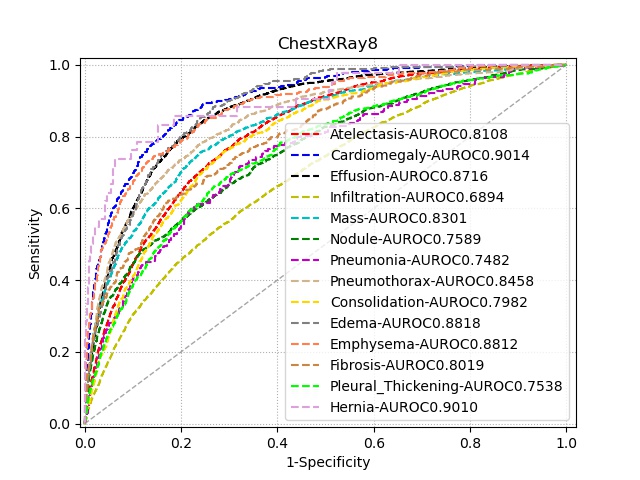 ChestXRay8
1.0
0.8
0.6
0.4
0.2
0.0
Sensitivity
Atelectasis-AUROC0.8108
Cardiomegaly-AUROC0.9014
Effusion-AUROC0.8716
Infiltration-AUROC0.6894
Mass-AUROC0.8301
Nodule-AUROC0.7589
Pneumonia-AUROC0.7482
Pneumothorax-AUROC0.8458
Consolidation-AUROC0.7982
Edema-AUROC0.8818
Emphysema-AUROC0.8812
Fibrosis-AUROC0.8019
Pleural_Thickening-AUROC0.7538
Hernia-AUROC0.9010
0.0 0.2 0.4 0.6 0.8 1.0
1-Specificity